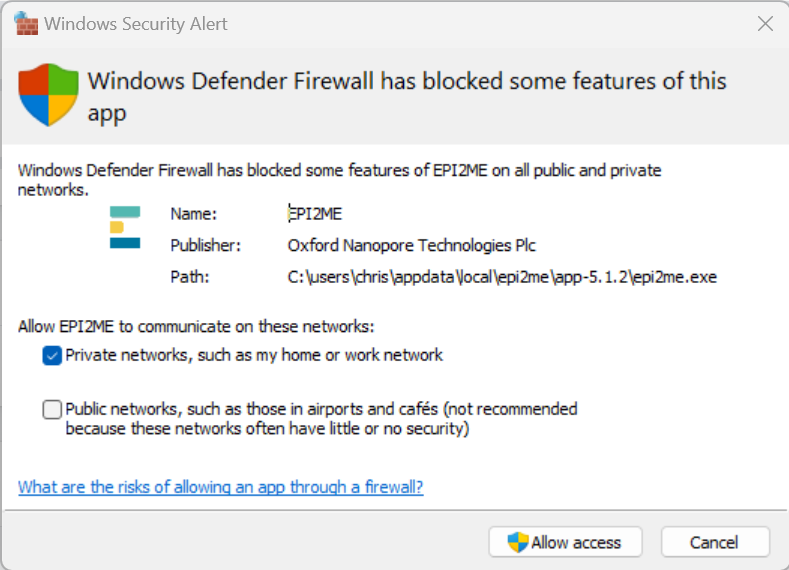 Windows Security Alert
Windows Defender Firewall has blocked some features of this
app
Windows Defender Firewall has blocked some features of EPI2ME on all public and private
networks.
Name: EPI2ME
Publisher: Oxford Nanopore Technologies Plc
Path: C:\users\chris\appdata\local\epi2me\app-5.1.2\epi2me.exe
Allow EPI2ME to communicate on these networks:
Private networks, such as my home or work network
Public networks, such as those in airports and cafés (not recommended
because these networks often have little or no security)
What are the risks of allowing an app through a firewall?
Allow access Cancel